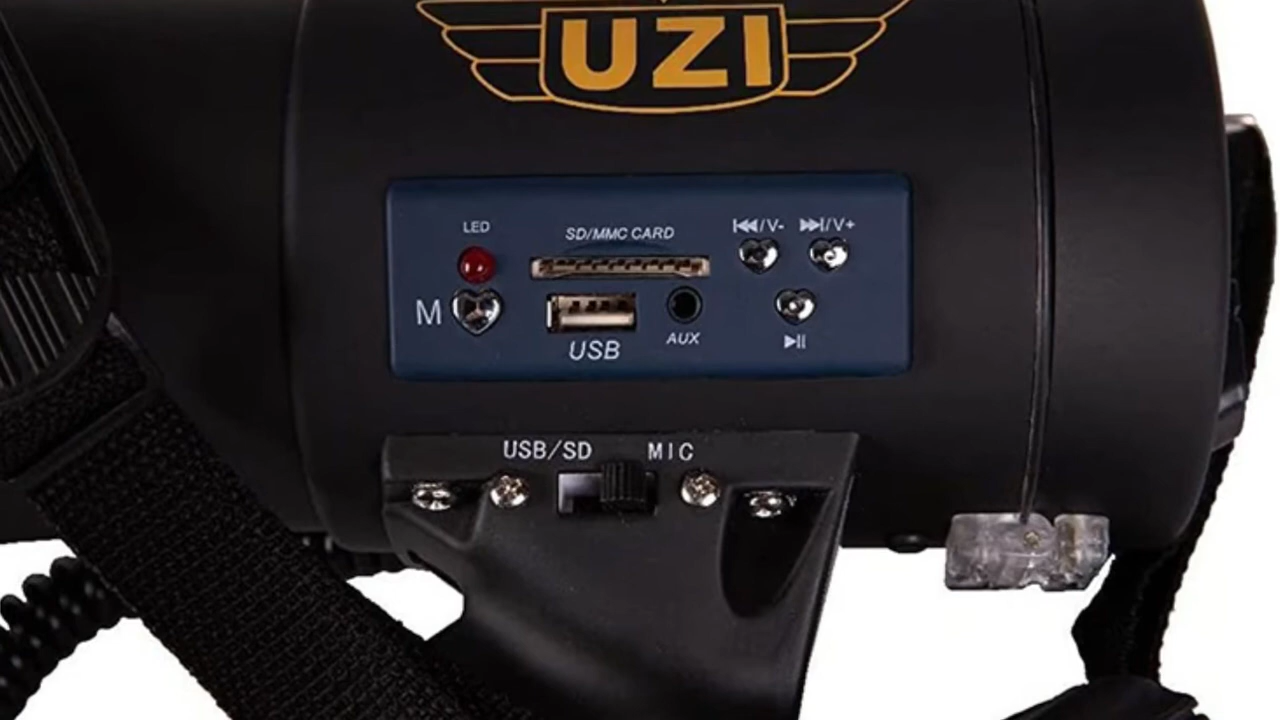 UZI
LED
SD/MMC CARD
⏮/V-
⏭/V+
M
USB
AUX
⏯
USB/SD
MIC